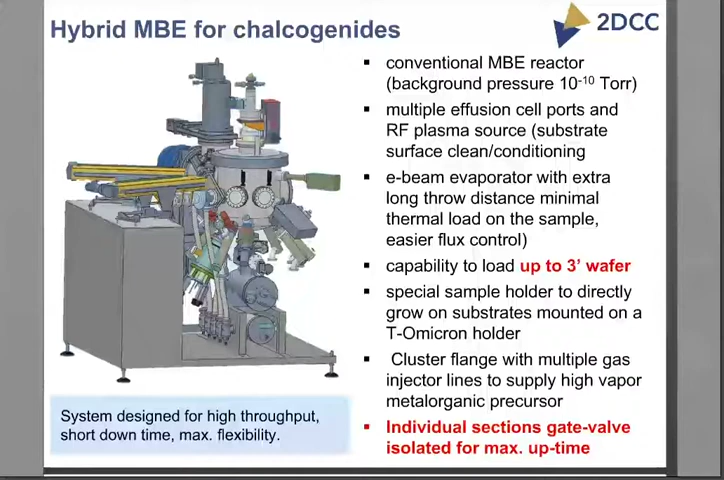 Hybrid MBE for chalcogenides
2DCC
▪ conventional MBE reactor
(background pressure 10⁻¹⁰ Torr)
▪ multiple effusion cell ports and
RF plasma source (substrate
surface clean/conditioning
▪ e-beam evaporator with extra
long throw distance minimal
thermal load on the sample,
easier flux control)
▪ capability to load up to 3’ wafer
▪ special sample holder to directly
grow on substrates mounted on a
T-Omicron holder
▪ Cluster flange with multiple gas
injector lines to supply high vapor
metalorganic precursor
▪ Individual sections gate-valve
isolated for max. up-time
System designed for high throughput,
short down time, max. flexibility.